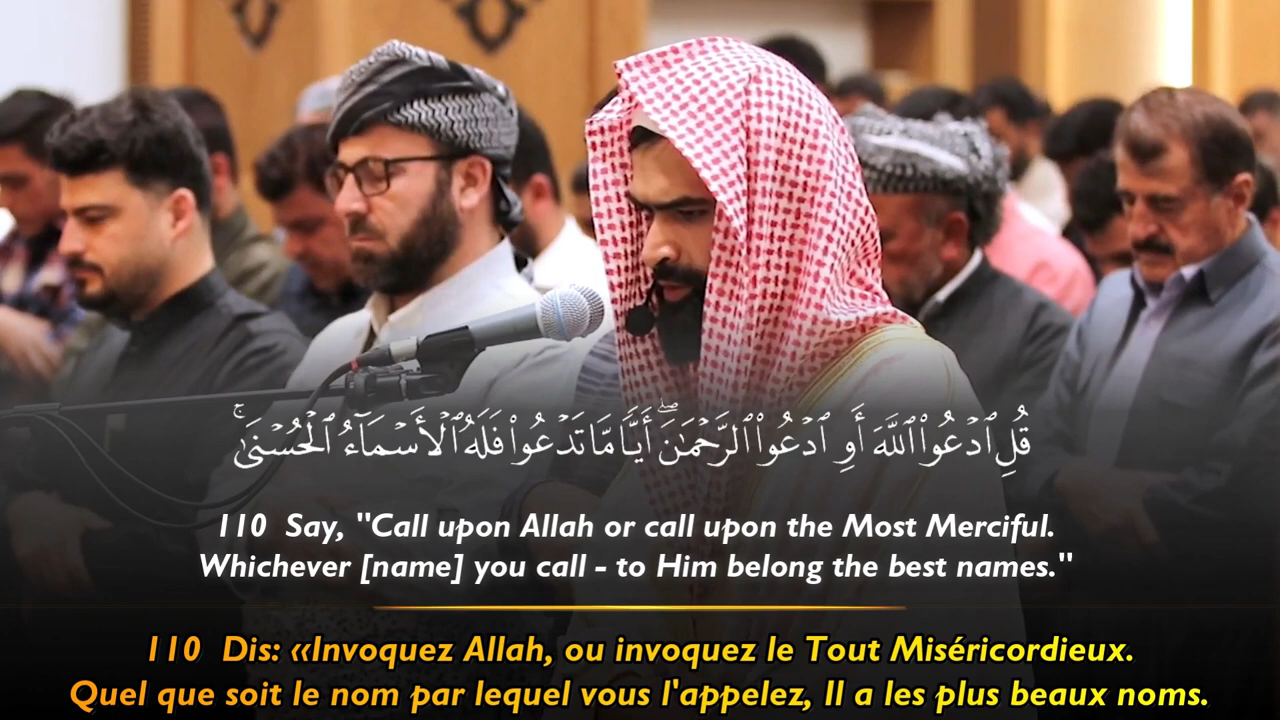 قُلِ ٱدْعُوا۟ ٱللَّهَ أَوِ ٱدْعُوا۟ ٱلرَّحْمَٰنَ ۖ أَيًّا مَّا تَدْعُوا۟ فَلَهُ ٱلْأَسْمَآءُ ٱلْحُسْنَىٰ ۚ
110 Say, "Call upon Allah or call upon the Most Merciful.
Whichever [name] you call - to Him belong the best names."
110 Dis: «Invoquez Allah, ou invoquez le Tout Miséricordieux.
Quel que soit le nom par lequel vous l'appelez, Il a les plus beaux noms.